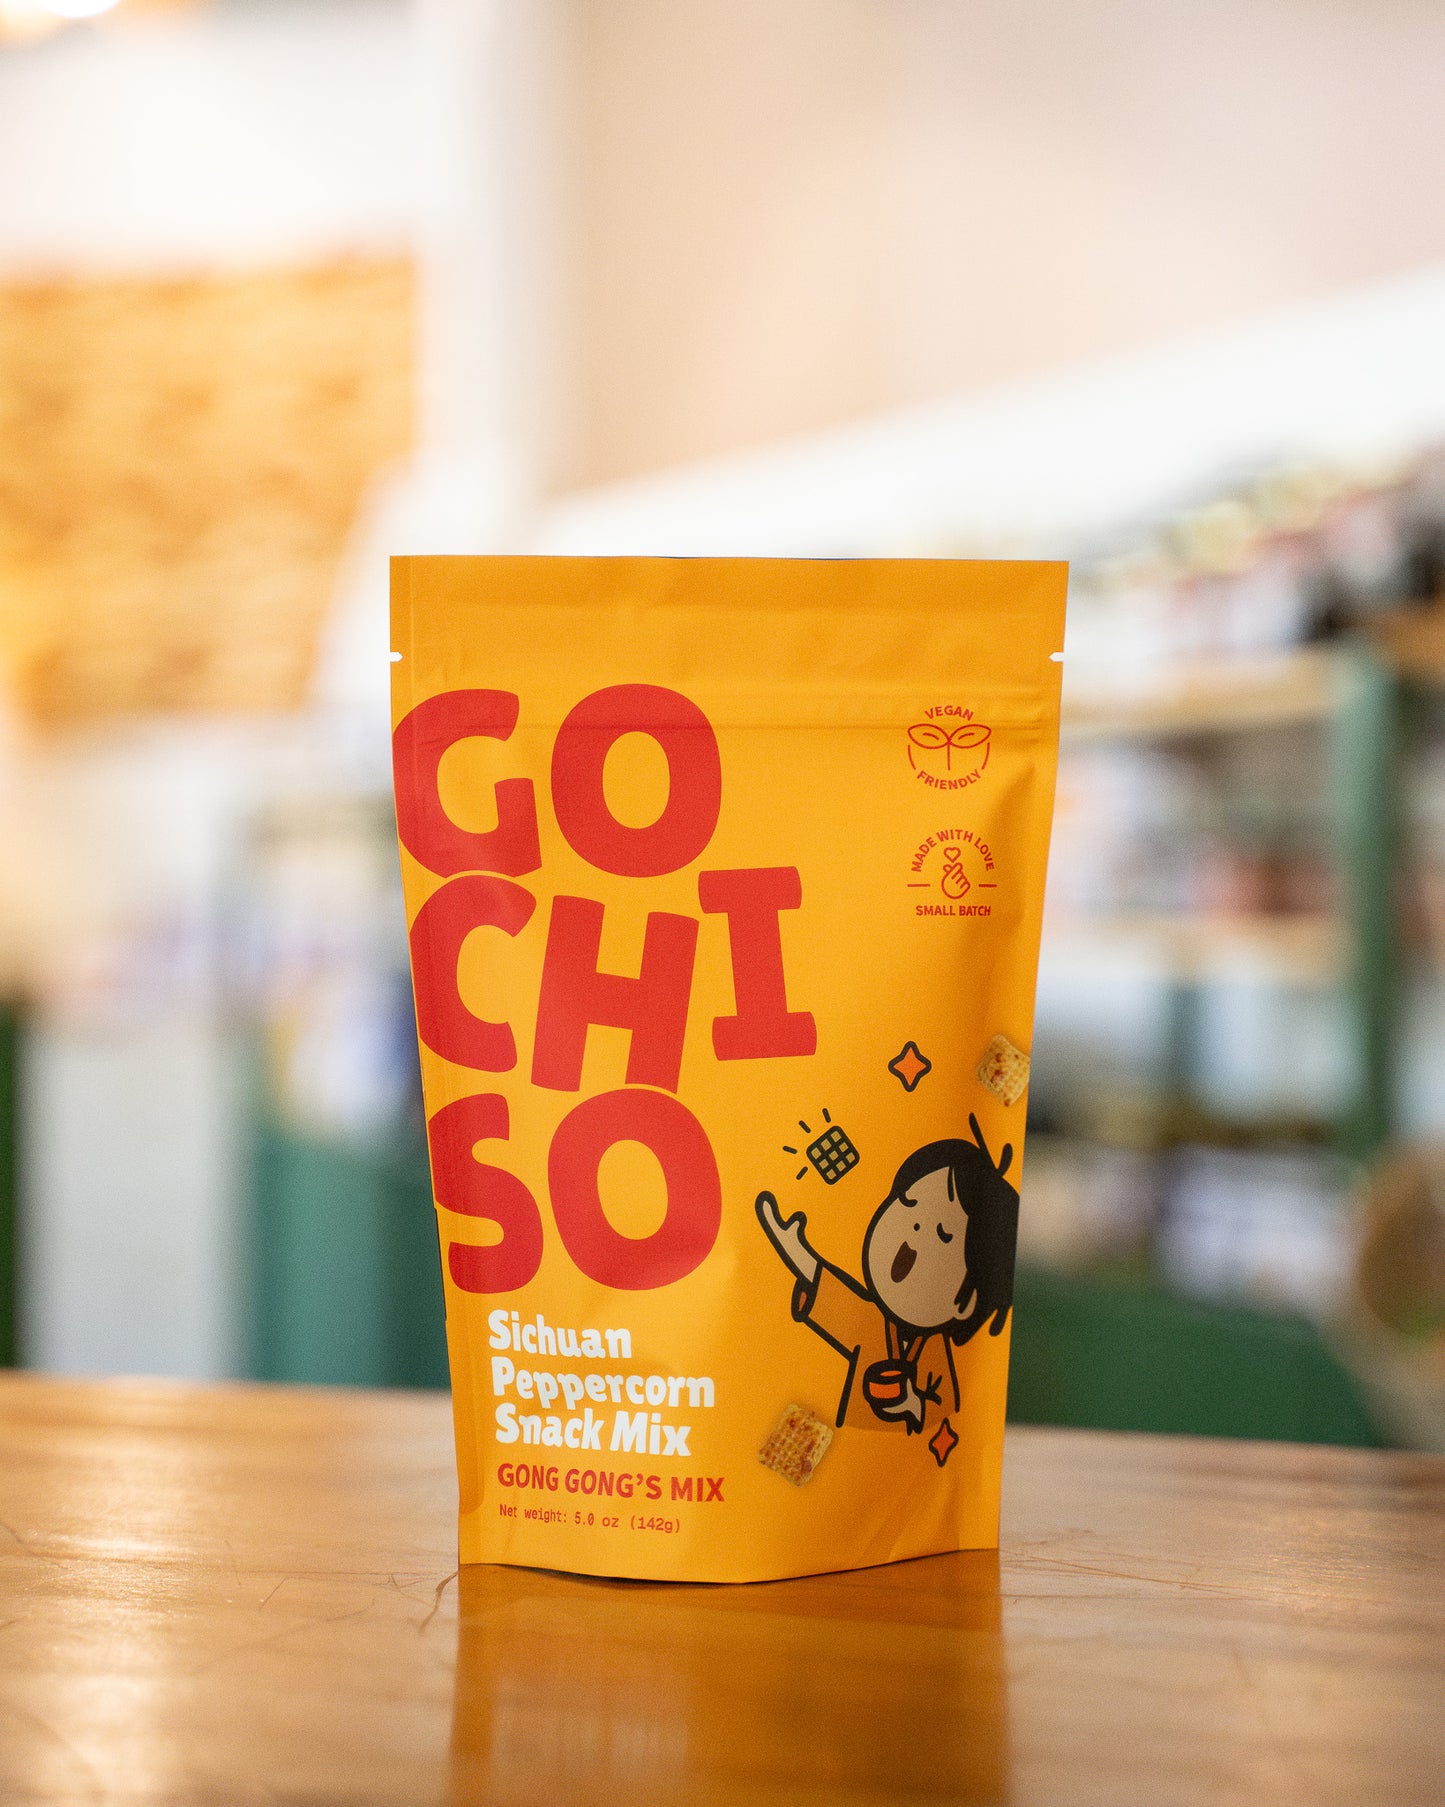 GO
CHI
SO
VEGAN
FRIENDLY
MADE WITH LOVE
SMALL BATCH
Sichuan
Peppercorn
Snack Mix
GONG GONG'S MIX
Net weight: 5.0 oz (142g)